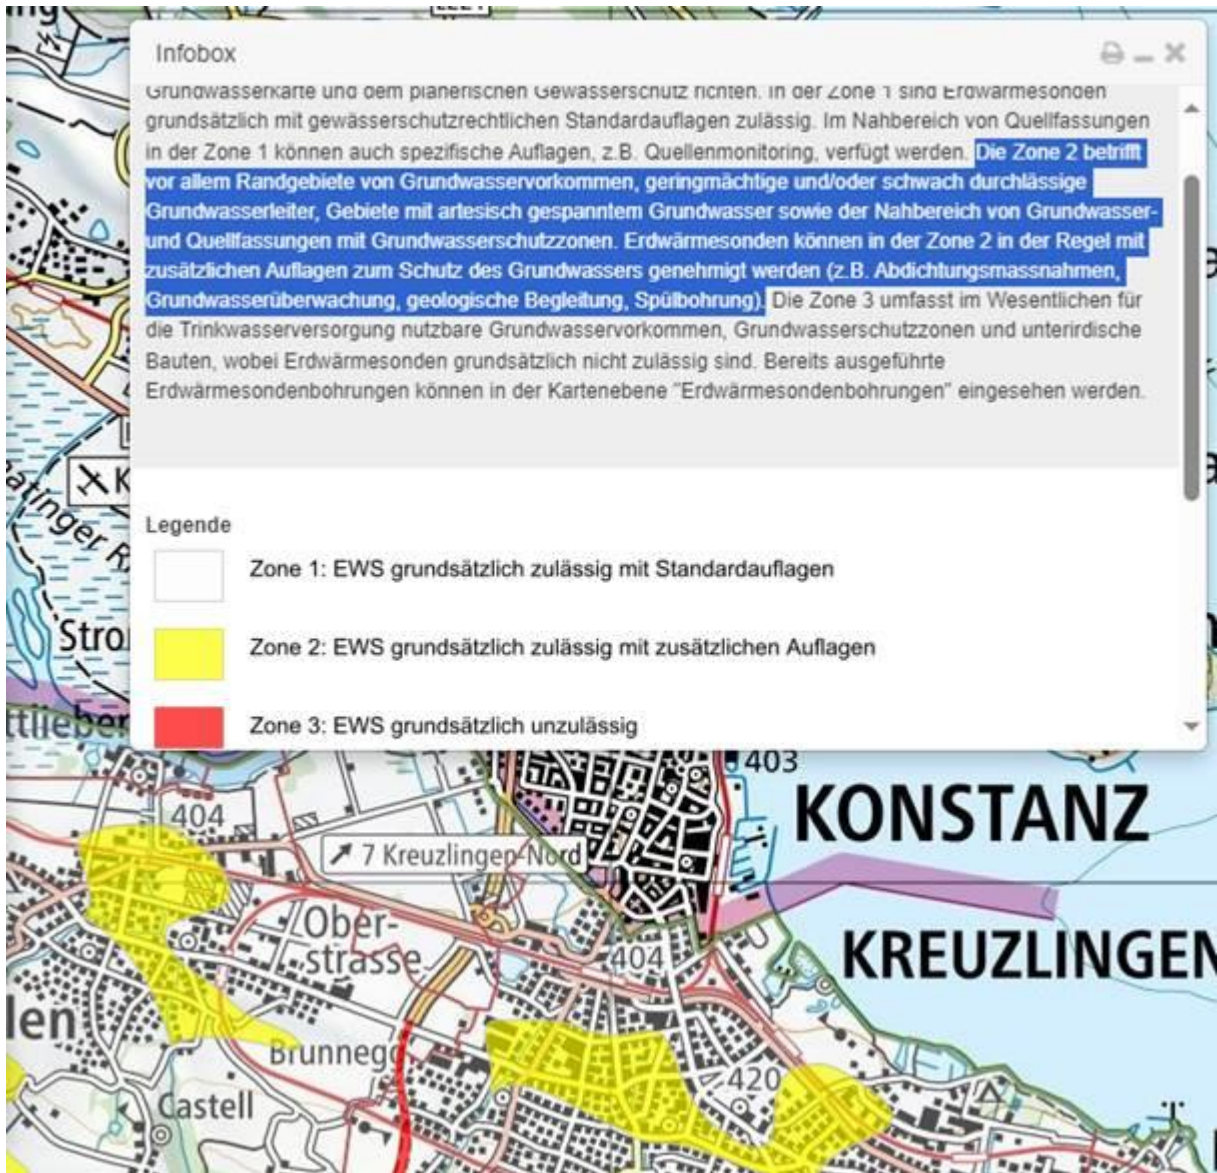 Infobox
Grundwasserkarte und dem planerischen Gewässerschutz richten. In der Zone 1 sind Erdwärmesonden
grundsätzlich mit gewässerschutzrechtlichen Standardauflagen zulässig. Im Nahbereich von Quellfassungen
in der Zone 1 können auch spezifische Auflagen, z.B. Quellenmonitoring, verfügt werden. Die Zone 2 betrifft
vor allem Randgebiete von Grundwasservorkommen, geringmächtige und/oder schwach durchlässige
Grundwasserleiter, Gebiete mit artesisch gespanntem Grundwasser sowie der Nahbereich von Grundwasser-
und Quellfassungen mit Grundwasserschutzzonen. Erdwärmesonden können in der Zone 2 in der Regel mit
zusätzlichen Auflagen zum Schutz des Grundwassers genehmigt werden (z.B. Abdichtungsmassnahmen,
Grundwasserüberwachung, geologische Begleitung, Spülbohrung). Die Zone 3 umfasst im Wesentlichen für
die Trinkwasserversorgung nutzbare Grundwasservorkommen, Grundwasserschutzzonen und unterirdische
Bauten, wobei Erdwärmesonden grundsätzlich nicht zulässig sind. Bereits ausgeführte
Erdwärmesondenbohrungen können in der Kartenebene "Erdwärmesondenbohrungen" eingesehen werden.
Legende
Zone 1: EWS grundsätzlich zulässig mit Standardauflagen
Zone 2: EWS grundsätzlich zulässig mit zusätzlichen Auflagen
Zone 3: EWS grundsätzlich unzulässig
Stro
ttlieber
403
KONSTANZ
404
7 Kreuzlingen-Nord
Ober-
strasse
404
KREUZLINGEN
len
Brunnegg
420
Castell